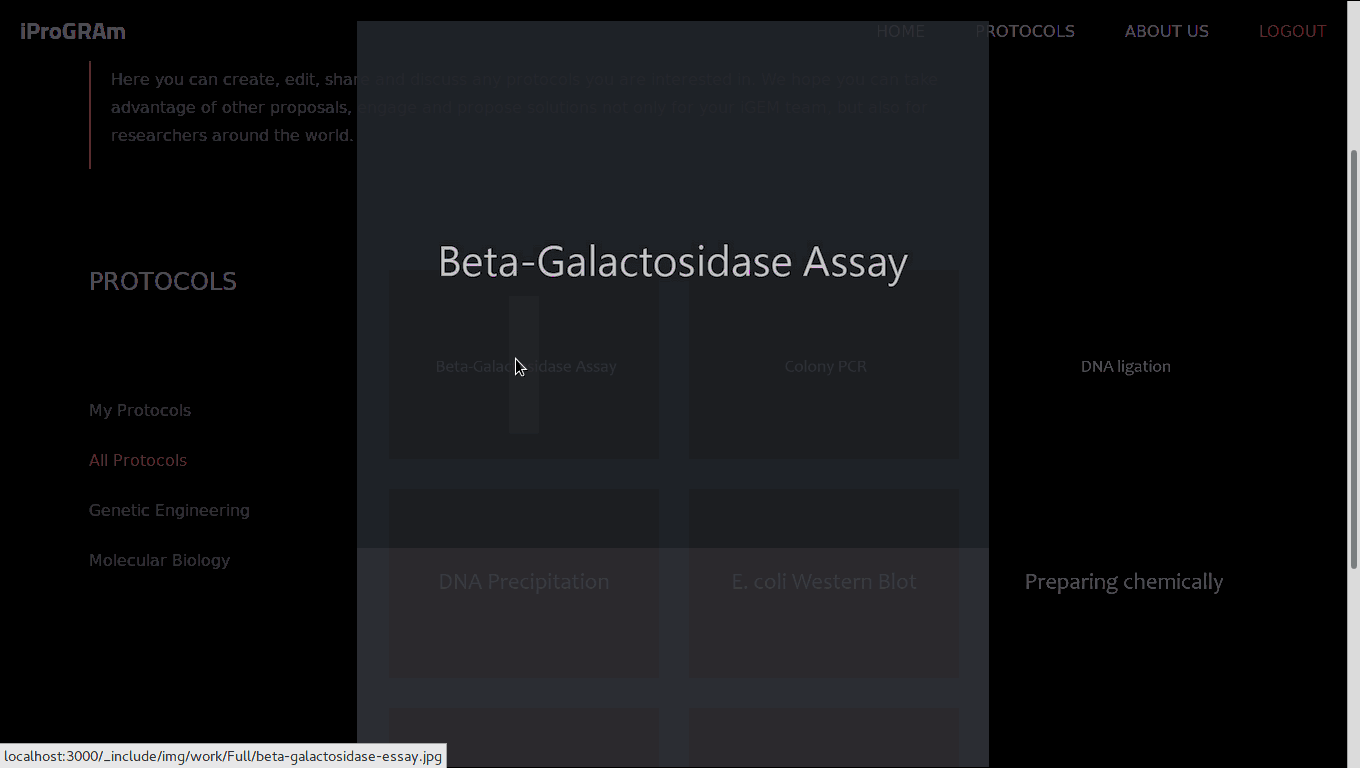 iProGRAm
HOME PROTOCOLS ABOUT US LOGOUT
Here you can create, edit, share and discuss any protocols you are interested in. We hope you can take
advantage of other proposals, engage and propose solutions not only for your iGEM team, but also for
researchers around the world.
Beta-Galactosidase Assay
PROTOCOLS
Beta-Galactosidase Assay Colony PCR DNA ligation
My Protocols
All Protocols
Genetic Engineering
Molecular Biology
DNA Precipitation E. coli Western Blot Preparing chemically
localhost:3000/_include/img/work/Full/beta-galactosidase-essay.jpg